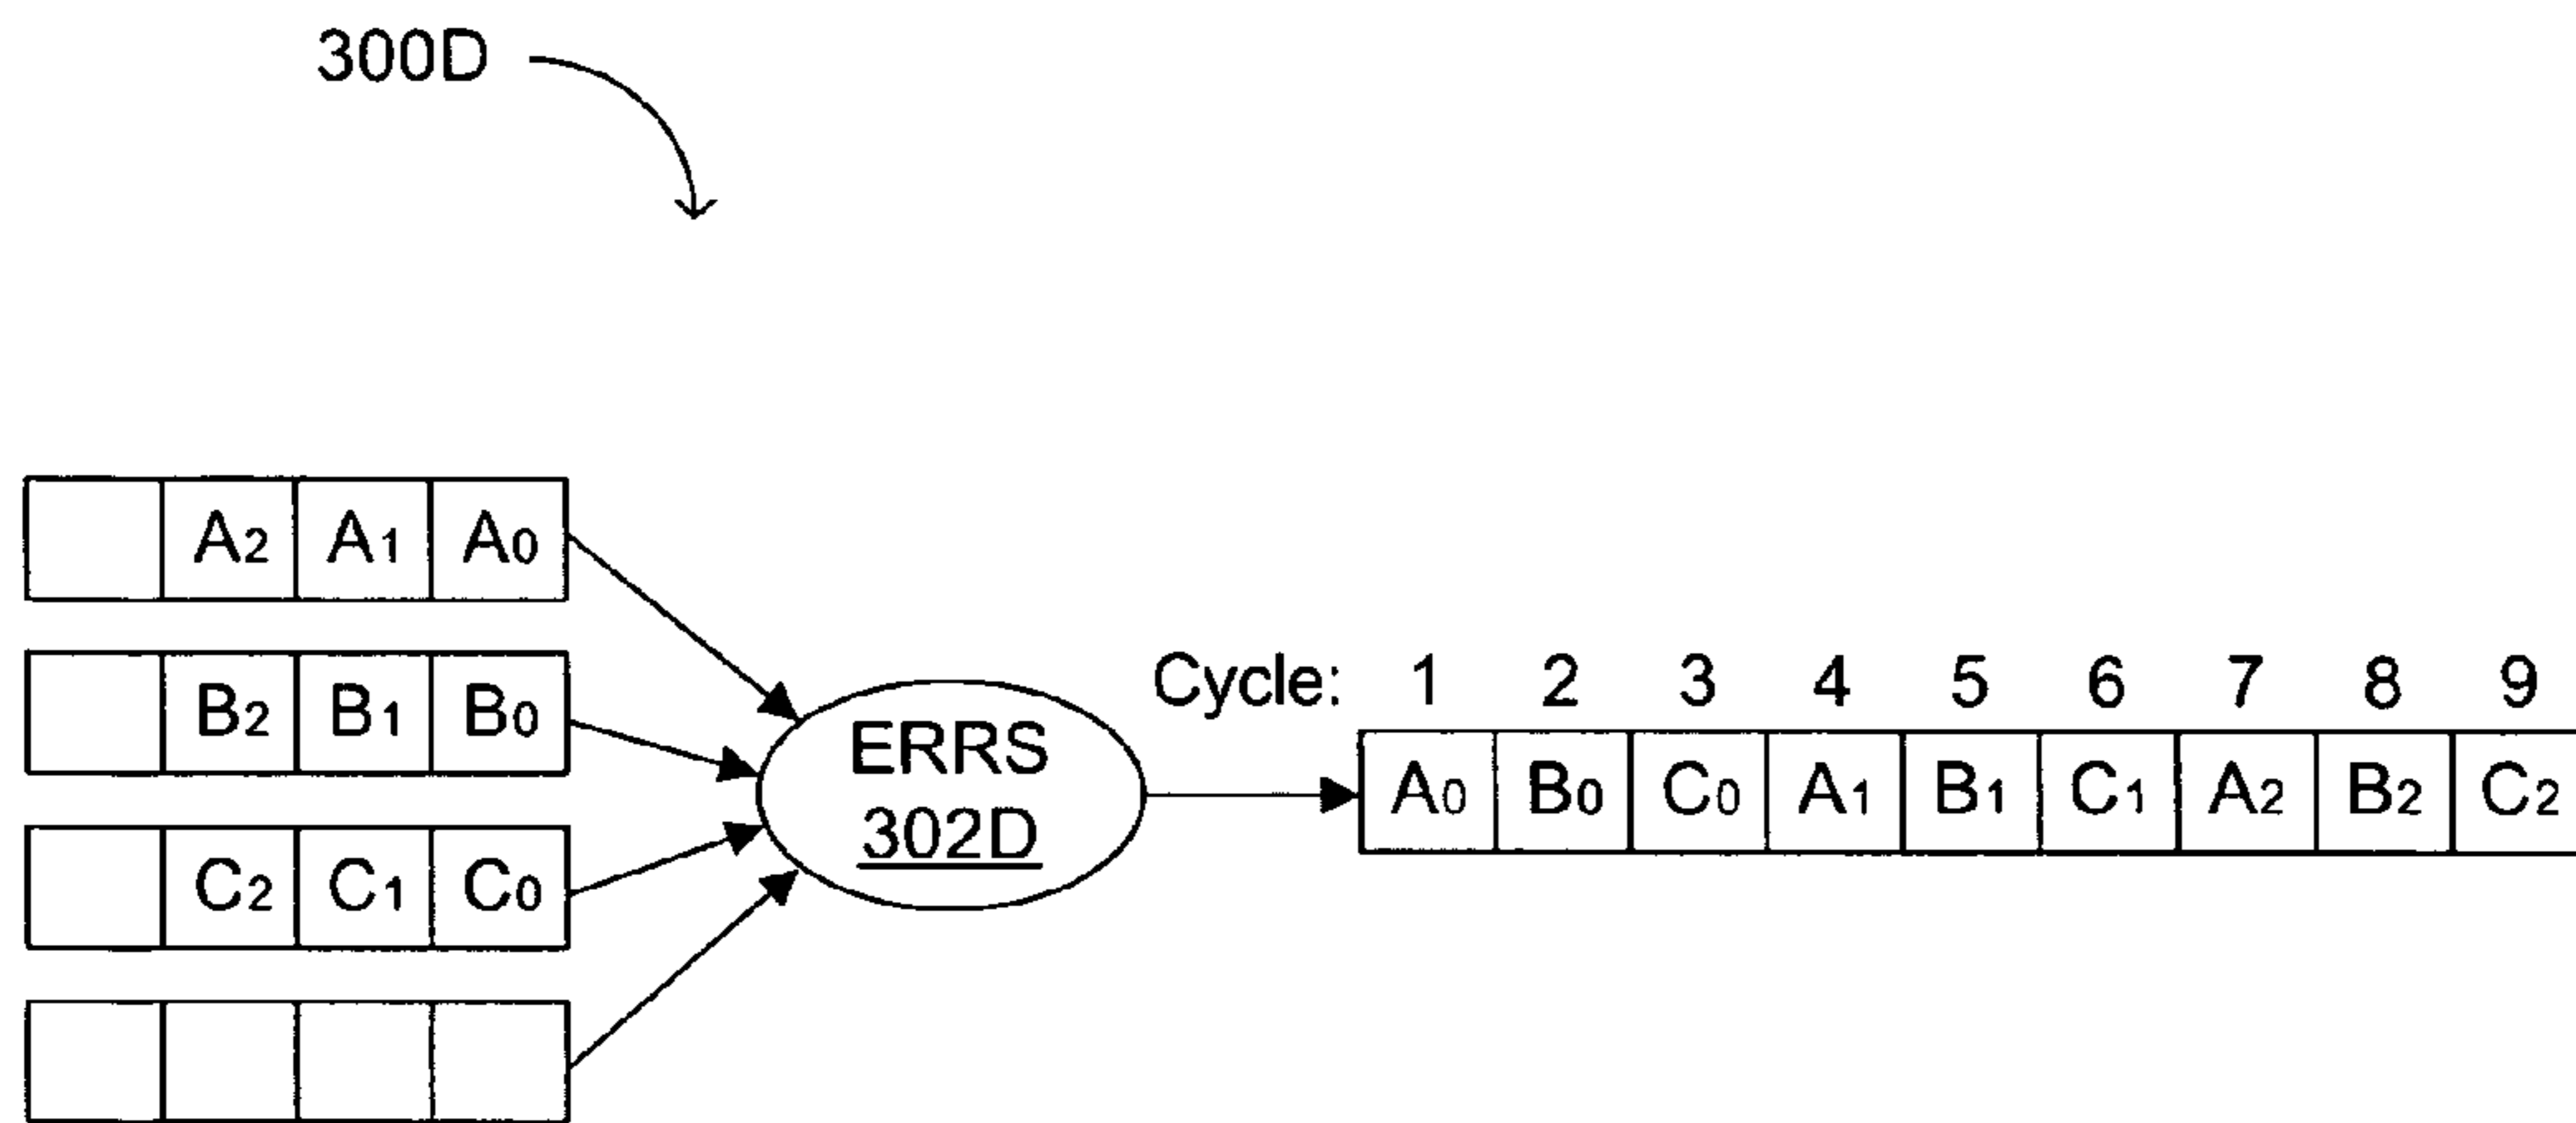 300D
A2 A1 A0
B2 B1 B0
C2 C1 C0
ERRS
302D
Cycle: 1 2 3 4 5 6 7 8 9
A0 B0 C0 A1 B1 C1 A2 B2 C2